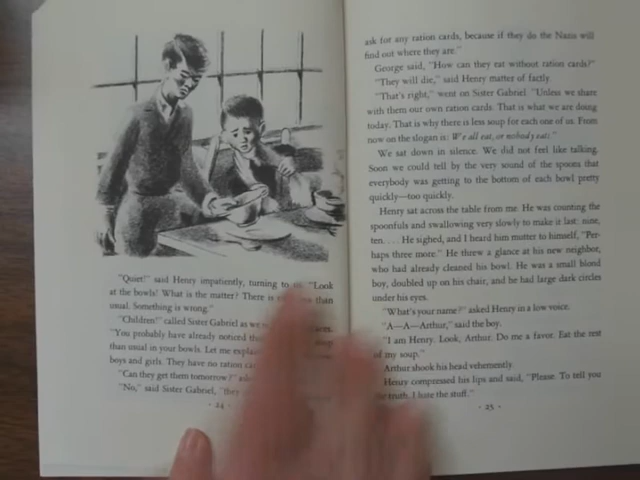 "Quiet!" said Henry impatiently, turning to us. "Look
at the bowls! What is the matter? There is than
usual. Something is wrong."
"Children!" called Sister Gabriel as we
"You probably have already noticed
than usual in your bowls. Let me explain
boys and girls. They have no ration
"Can they get them tomorrow?"
"No," said Sister Gabriel, "they
· 24 ·
ask for any ration cards, because if they do the Nazis will
find out where they are."
George said, "How can they eat without ration cards?"
"They will die," said Henry matter of factly.
"That's right," went on Sister Gabriel. "Unless we share
with them our own ration cards. That is what we are doing
today. That is why there is less soup for each one of us. From
now on the slogan is: We all eat, or nobody eats."
We sat down in silence. We did not feel like talking.
Soon we could tell by the very sound of the spoons that
everybody was getting to the bottom of each bowl pretty
quickly—too quickly.
Henry sat across the table from me. He was counting the
spoonfuls and swallowing very slowly to make it last: nine,
ten. . . . He sighed, and I heard him mutter to himself, "Per-
haps three more." He threw a glance at his new neighbor,
who had already cleaned his bowl. He was a small blond
boy, doubled up on his chair, and he had large dark circles
under his eyes.
"What's your name?" asked Henry in a low voice.
"A—A—Arthur," said the boy.
"I am Henry. Look, Arthur. Do me a favor. Eat the rest
of my soup."
Arthur shook his head vehemently.
Henry compressed his lips and said, "Please. To tell you
the truth. I hate the stuff."
· 25 ·